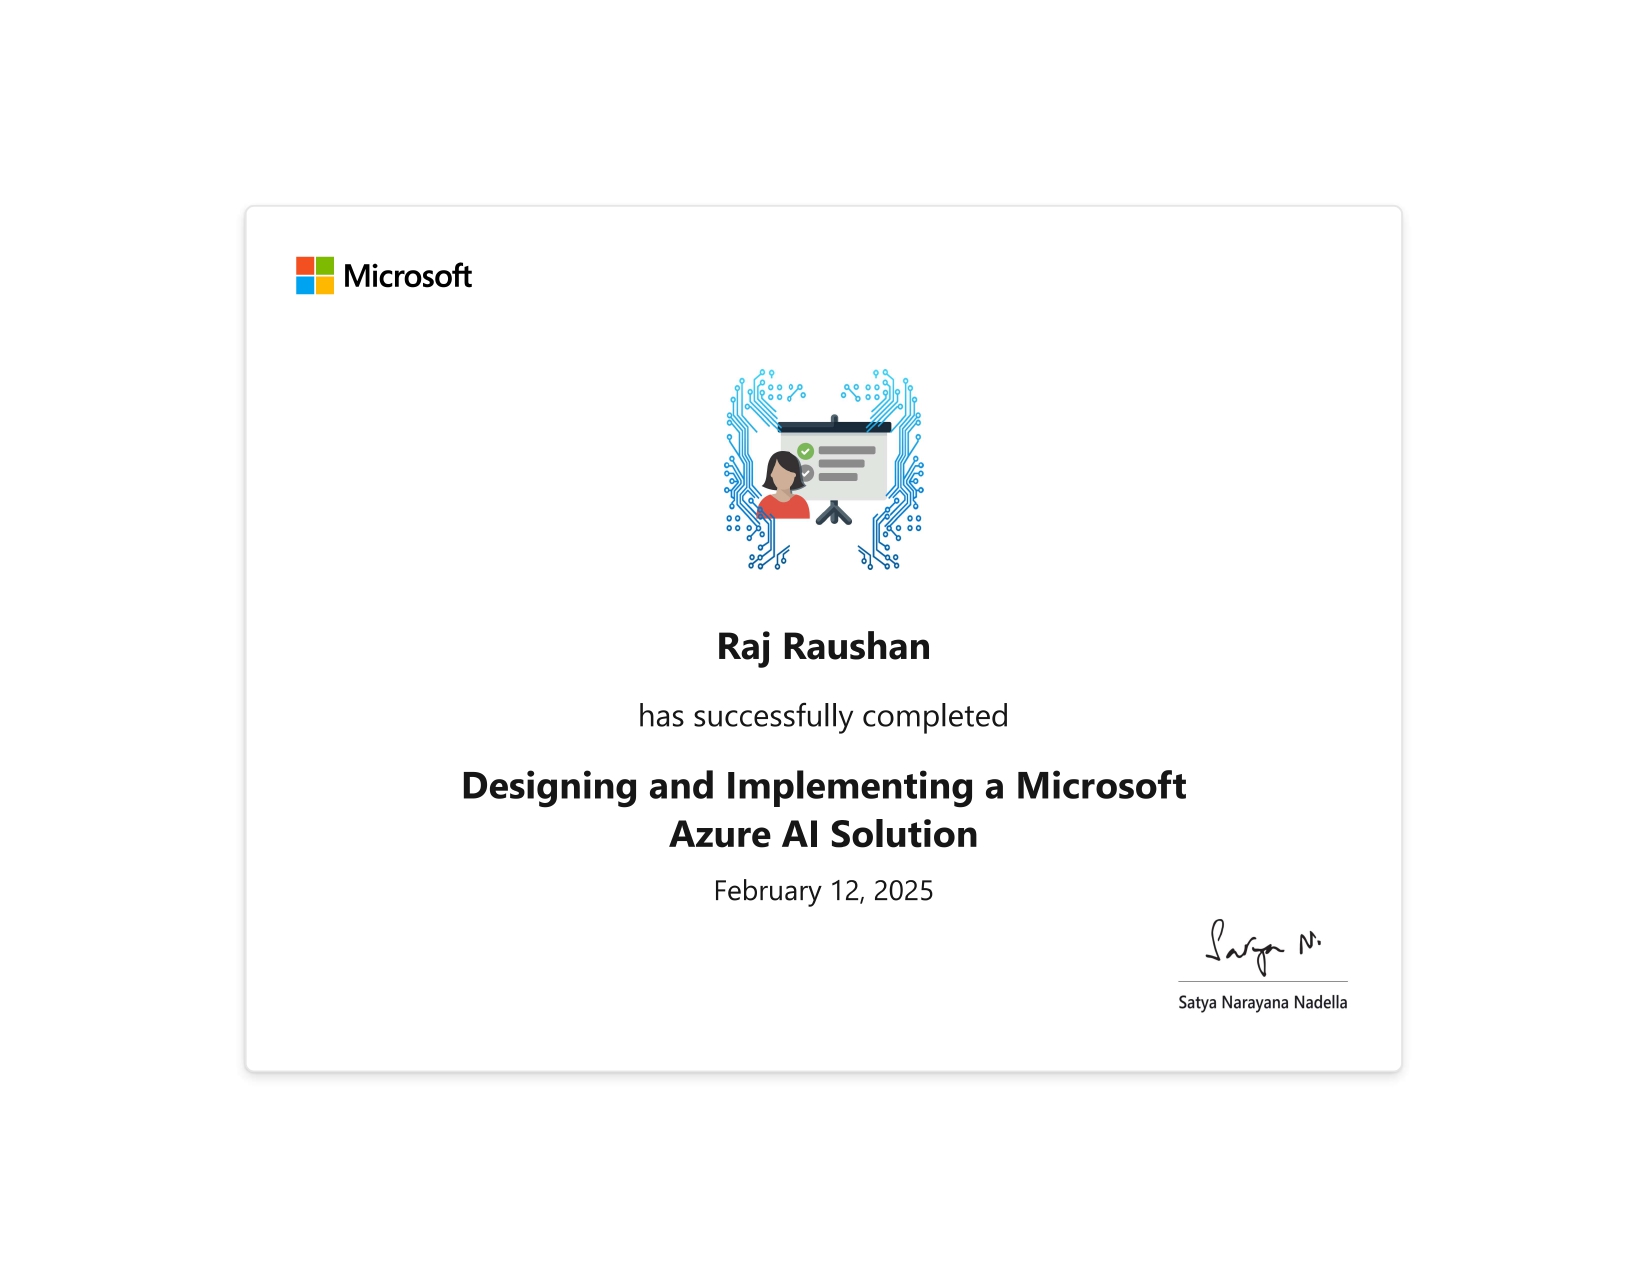 Microsoft
Raj Raushan
has successfully completed
Designing and Implementing a Microsoft
Azure AI Solution
February 12, 2025
Satya N.
Satya Narayana Nadella